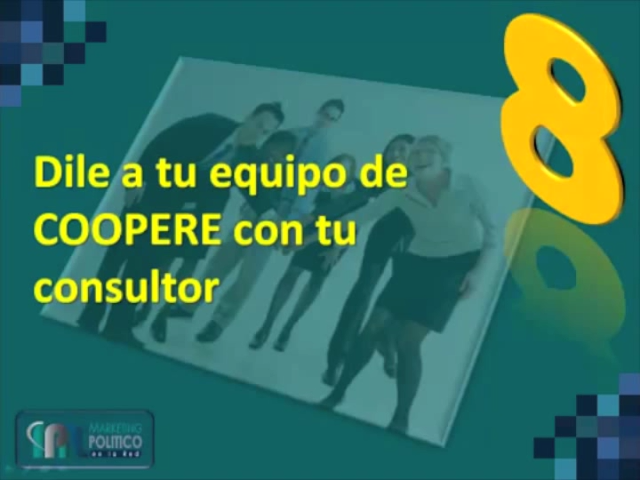 8
Dile a tu equipo de
COOPERE con tu
consultor
MARKETING
POLITICO
en la Red